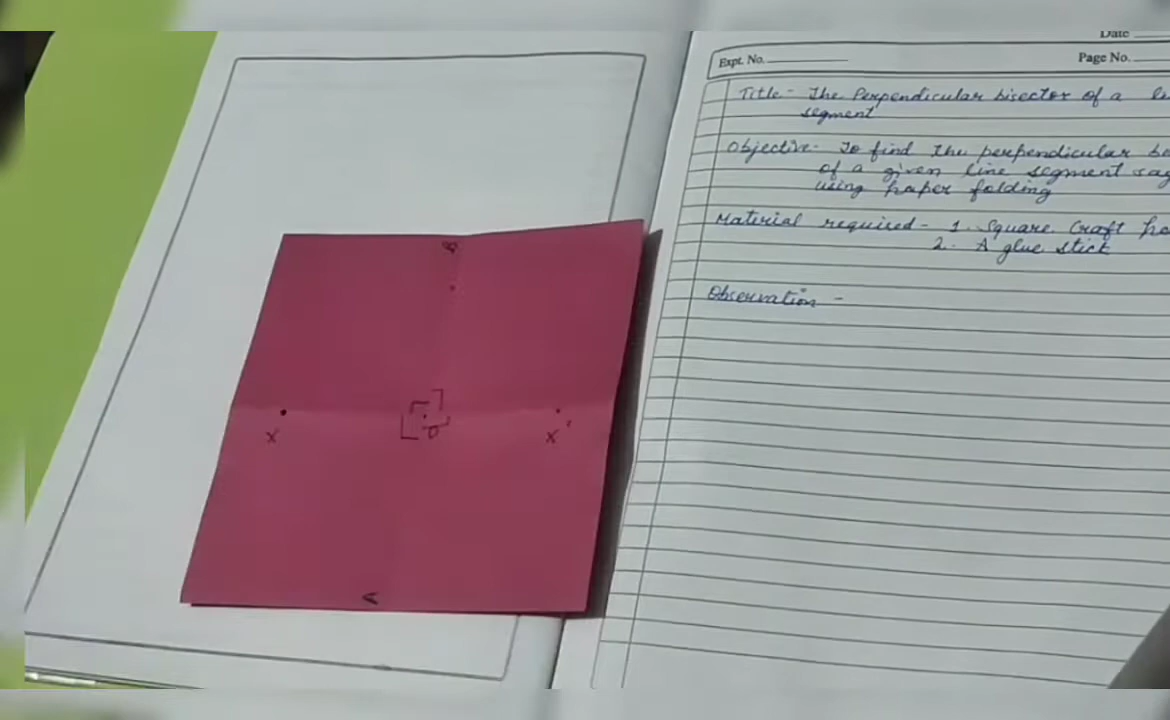 Date
Expt. No.
Page No.
Title - The Perpendicular bisector of a
segment
Objective - To find the perpendicular
of a given line segment
using paper folding
Material required - 1. Square Craft
2. A glue stick
Observation -
B
X
O
X'
A